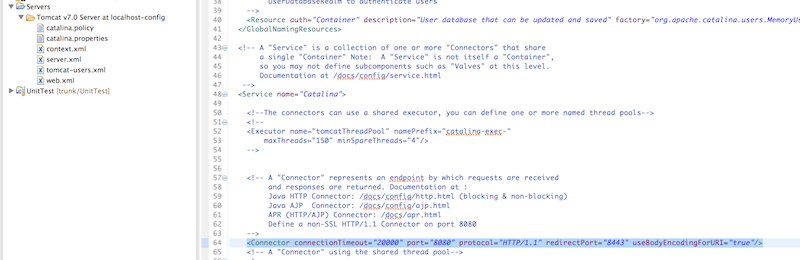 Servers
Tomcat v7.0 Server at localhost-config
catalina.policy
catalina.properties
context.xml
server.xml
tomcat-users.xml
web.xml
UnitTest [trunk/UnitTest]
38 UserDatabaseRealm to authenticate users
39 -->
40 <Resource auth="Container" description="User database that can be updated and saved" factory="org.apache.catalina.users.MemoryUs
41 </GlobalNamingResources>
42
43 <!-- A "Service" is a collection of one or more "Connectors" that share
44 a single "Container" Note: A "Service" is not itself a "Container",
45 so you may not define subcomponents such as "Valves" at this level.
46 Documentation at /docs/config/service.html
47 -->
48 <Service name="Catalina">
49
50 <!--The connectors can use a shared executor, you can define one or more named thread pools-->
51 <!--
52 <Executor name="tomcatThreadPool" namePrefix="catalina-exec-"
53 maxThreads="150" minSpareThreads="4"/>
54 -->
55
56
57 <!-- A "Connector" represents an endpoint by which requests are received
58 and responses are returned. Documentation at :
59 Java HTTP Connector: /docs/config/http.html (blocking & non-blocking)
60 Java AJP Connector: /docs/config/ajp.html
61 APR (HTTP/AJP) Connector: /docs/apr.html
62 Define a non-SSL HTTP/1.1 Connector on port 8080
63 -->
64 <Connector connectionTimeout="20000" port="8080" protocol="HTTP/1.1" redirectPort="8443" useBodyEncodingForURI="true"/>
65 <!-- A "Connector" using the shared thread pool-->